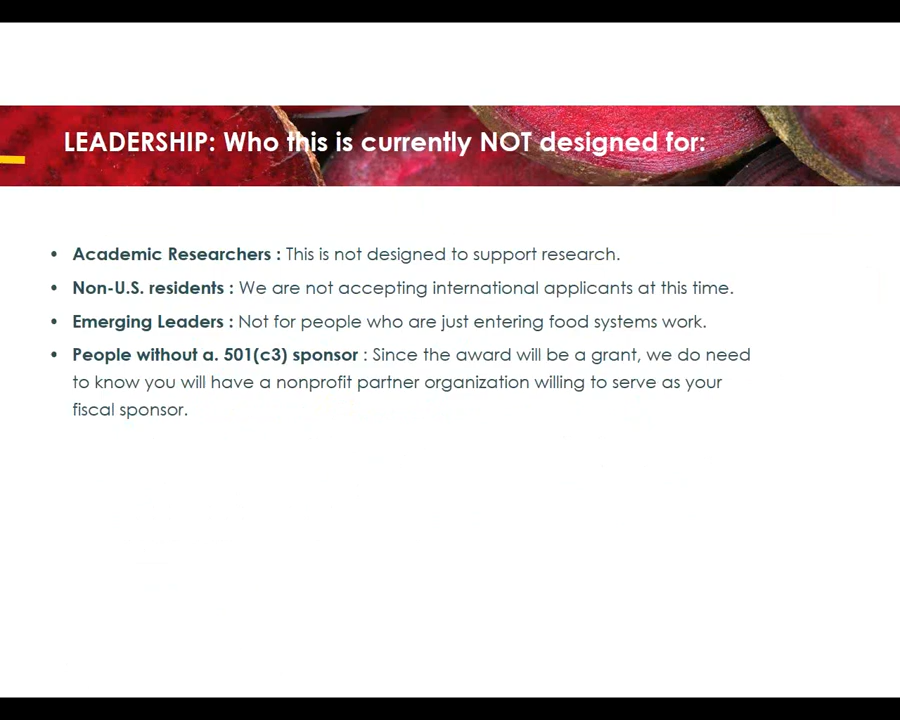 LEADERSHIP: Who this is currently NOT designed for:
• Academic Researchers : This is not designed to support research.
• Non-U.S. residents : We are not accepting international applicants at this time.
• Emerging Leaders : Not for people who are just entering food systems work.
• People without a. 501(c3) sponsor : Since the award will be a grant, we do need
to know you will have a nonprofit partner organization willing to serve as your
fiscal sponsor.